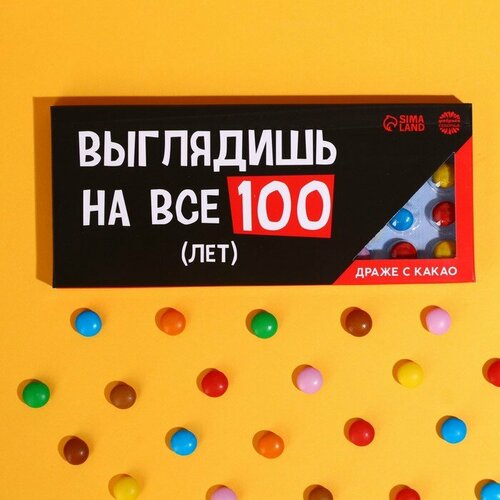 SIMA
LAND
ВЫГЛЯДИШЬ
НА ВСЕ 100
(ЛЕТ)
ДРАЖЕ С КАКАО